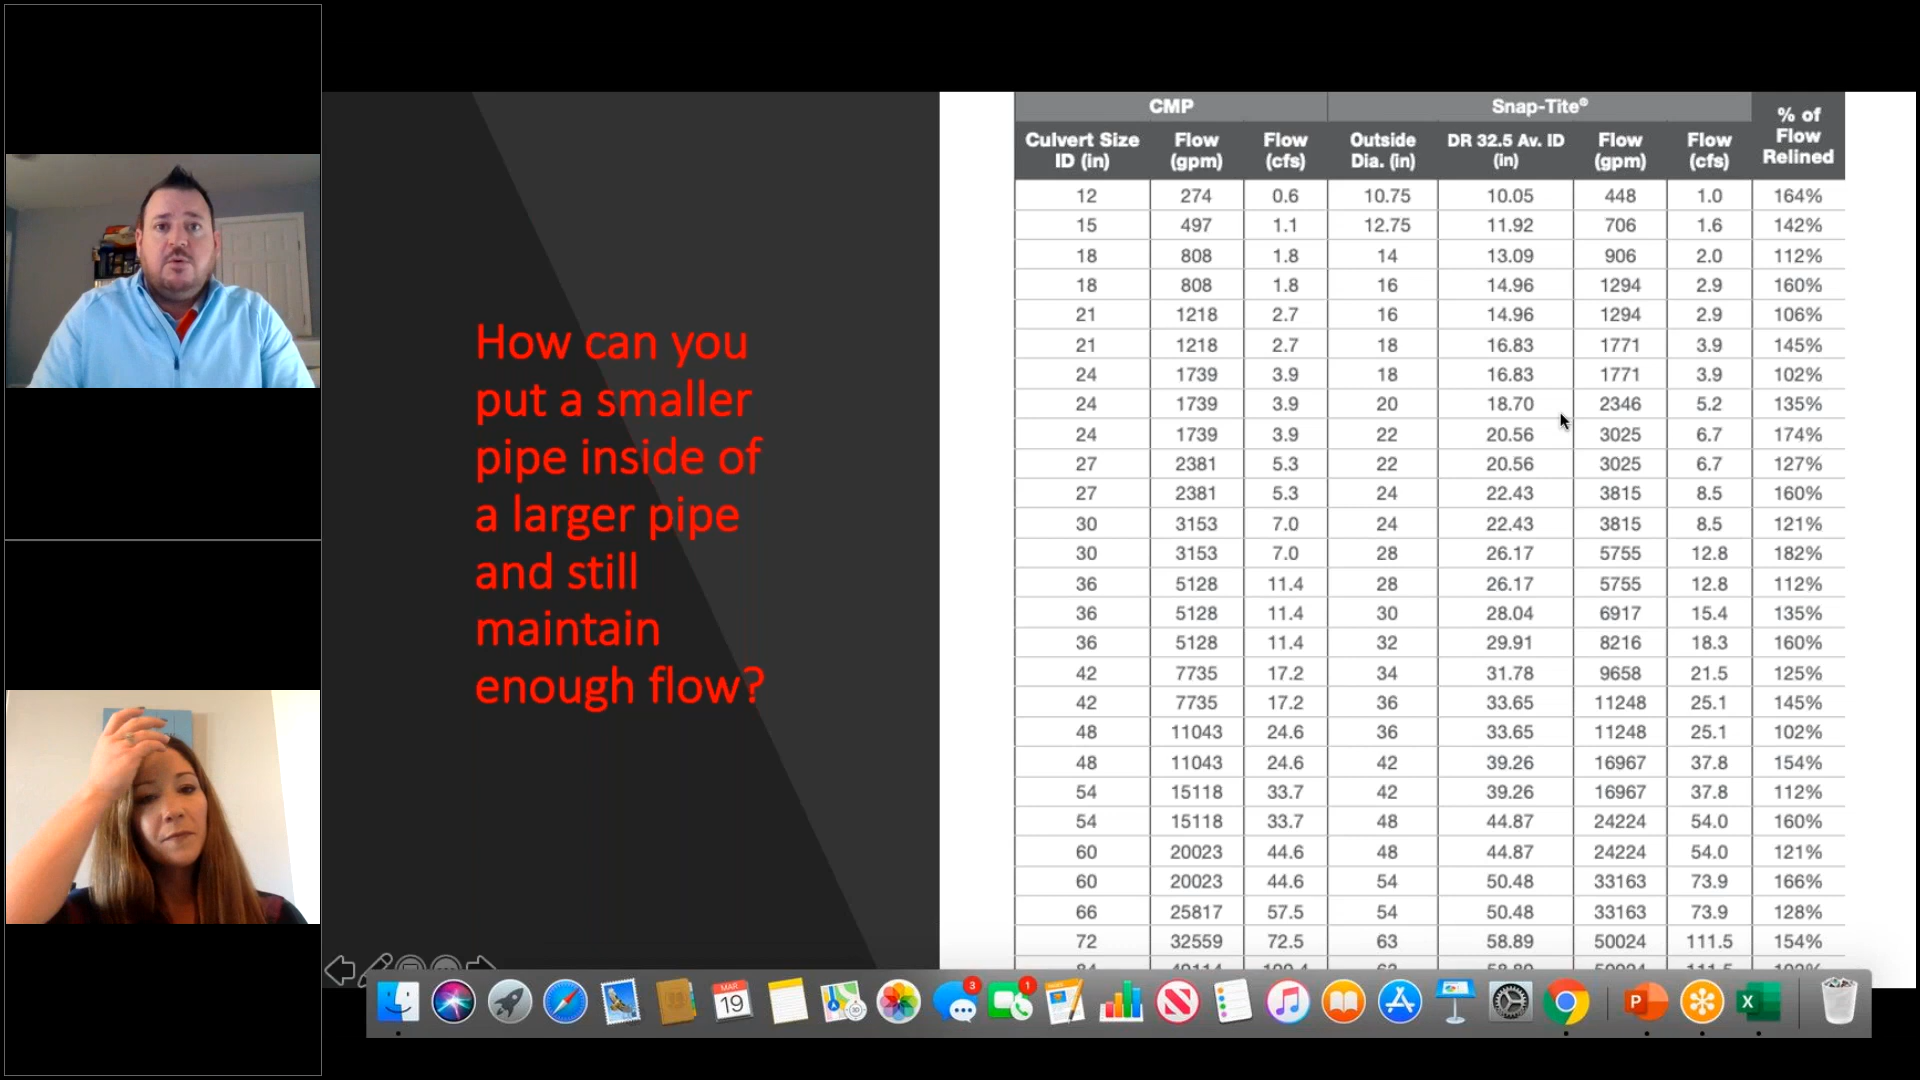 How can you
put a smaller
pipe inside of
a larger pipe
and still
maintain
enough flow?
CMP Snap-Tite® % of Flow Relined
Culvert Size ID (in) Flow (gpm) Flow (cfs) Outside Dia. (in) DR 32.5 Av. ID (in) Flow (gpm) Flow (cfs)
12 274 0.6 10.75 10.05 448 1.0 164%
15 497 1.1 12.75 11.92 706 1.6 142%
18 808 1.8 14 13.09 906 2.0 112%
18 808 1.8 16 14.96 1294 2.9 160%
21 1218 2.7 16 14.96 1294 2.9 106%
21 1218 2.7 18 16.83 1771 3.9 145%
24 1739 3.9 18 16.83 1771 3.9 102%
24 1739 3.9 20 18.70 2346 5.2 135%
24 1739 3.9 22 20.56 3025 6.7 174%
27 2381 5.3 22 20.56 3025 6.7 127%
27 2381 5.3 24 22.43 3815 8.5 160%
30 3153 7.0 24 22.43 3815 8.5 121%
30 3153 7.0 28 26.17 5755 12.8 182%
36 5128 11.4 28 26.17 5755 12.8 112%
36 5128 11.4 30 28.04 6917 15.4 135%
36 5128 11.4 32 29.91 8216 18.3 160%
42 7735 17.2 34 31.78 9658 21.5 125%
42 7735 17.2 36 33.65 11248 25.1 145%
48 11043 24.6 36 33.65 11248 25.1 102%
48 11043 24.6 42 39.26 16967 37.8 154%
54 15118 33.7 42 39.26 16967 37.8 112%
54 15118 33.7 48 44.87 24224 54.0 160%
60 20023 44.6 48 44.87 24224 54.0 121%
60 20023 44.6 54 50.48 33163 73.9 166%
66 25817 57.5 54 50.48 33163 73.9 128%
72 32559 72.5 63 58.89 50024 111.5 154%
MAR
19
3
1
P
X